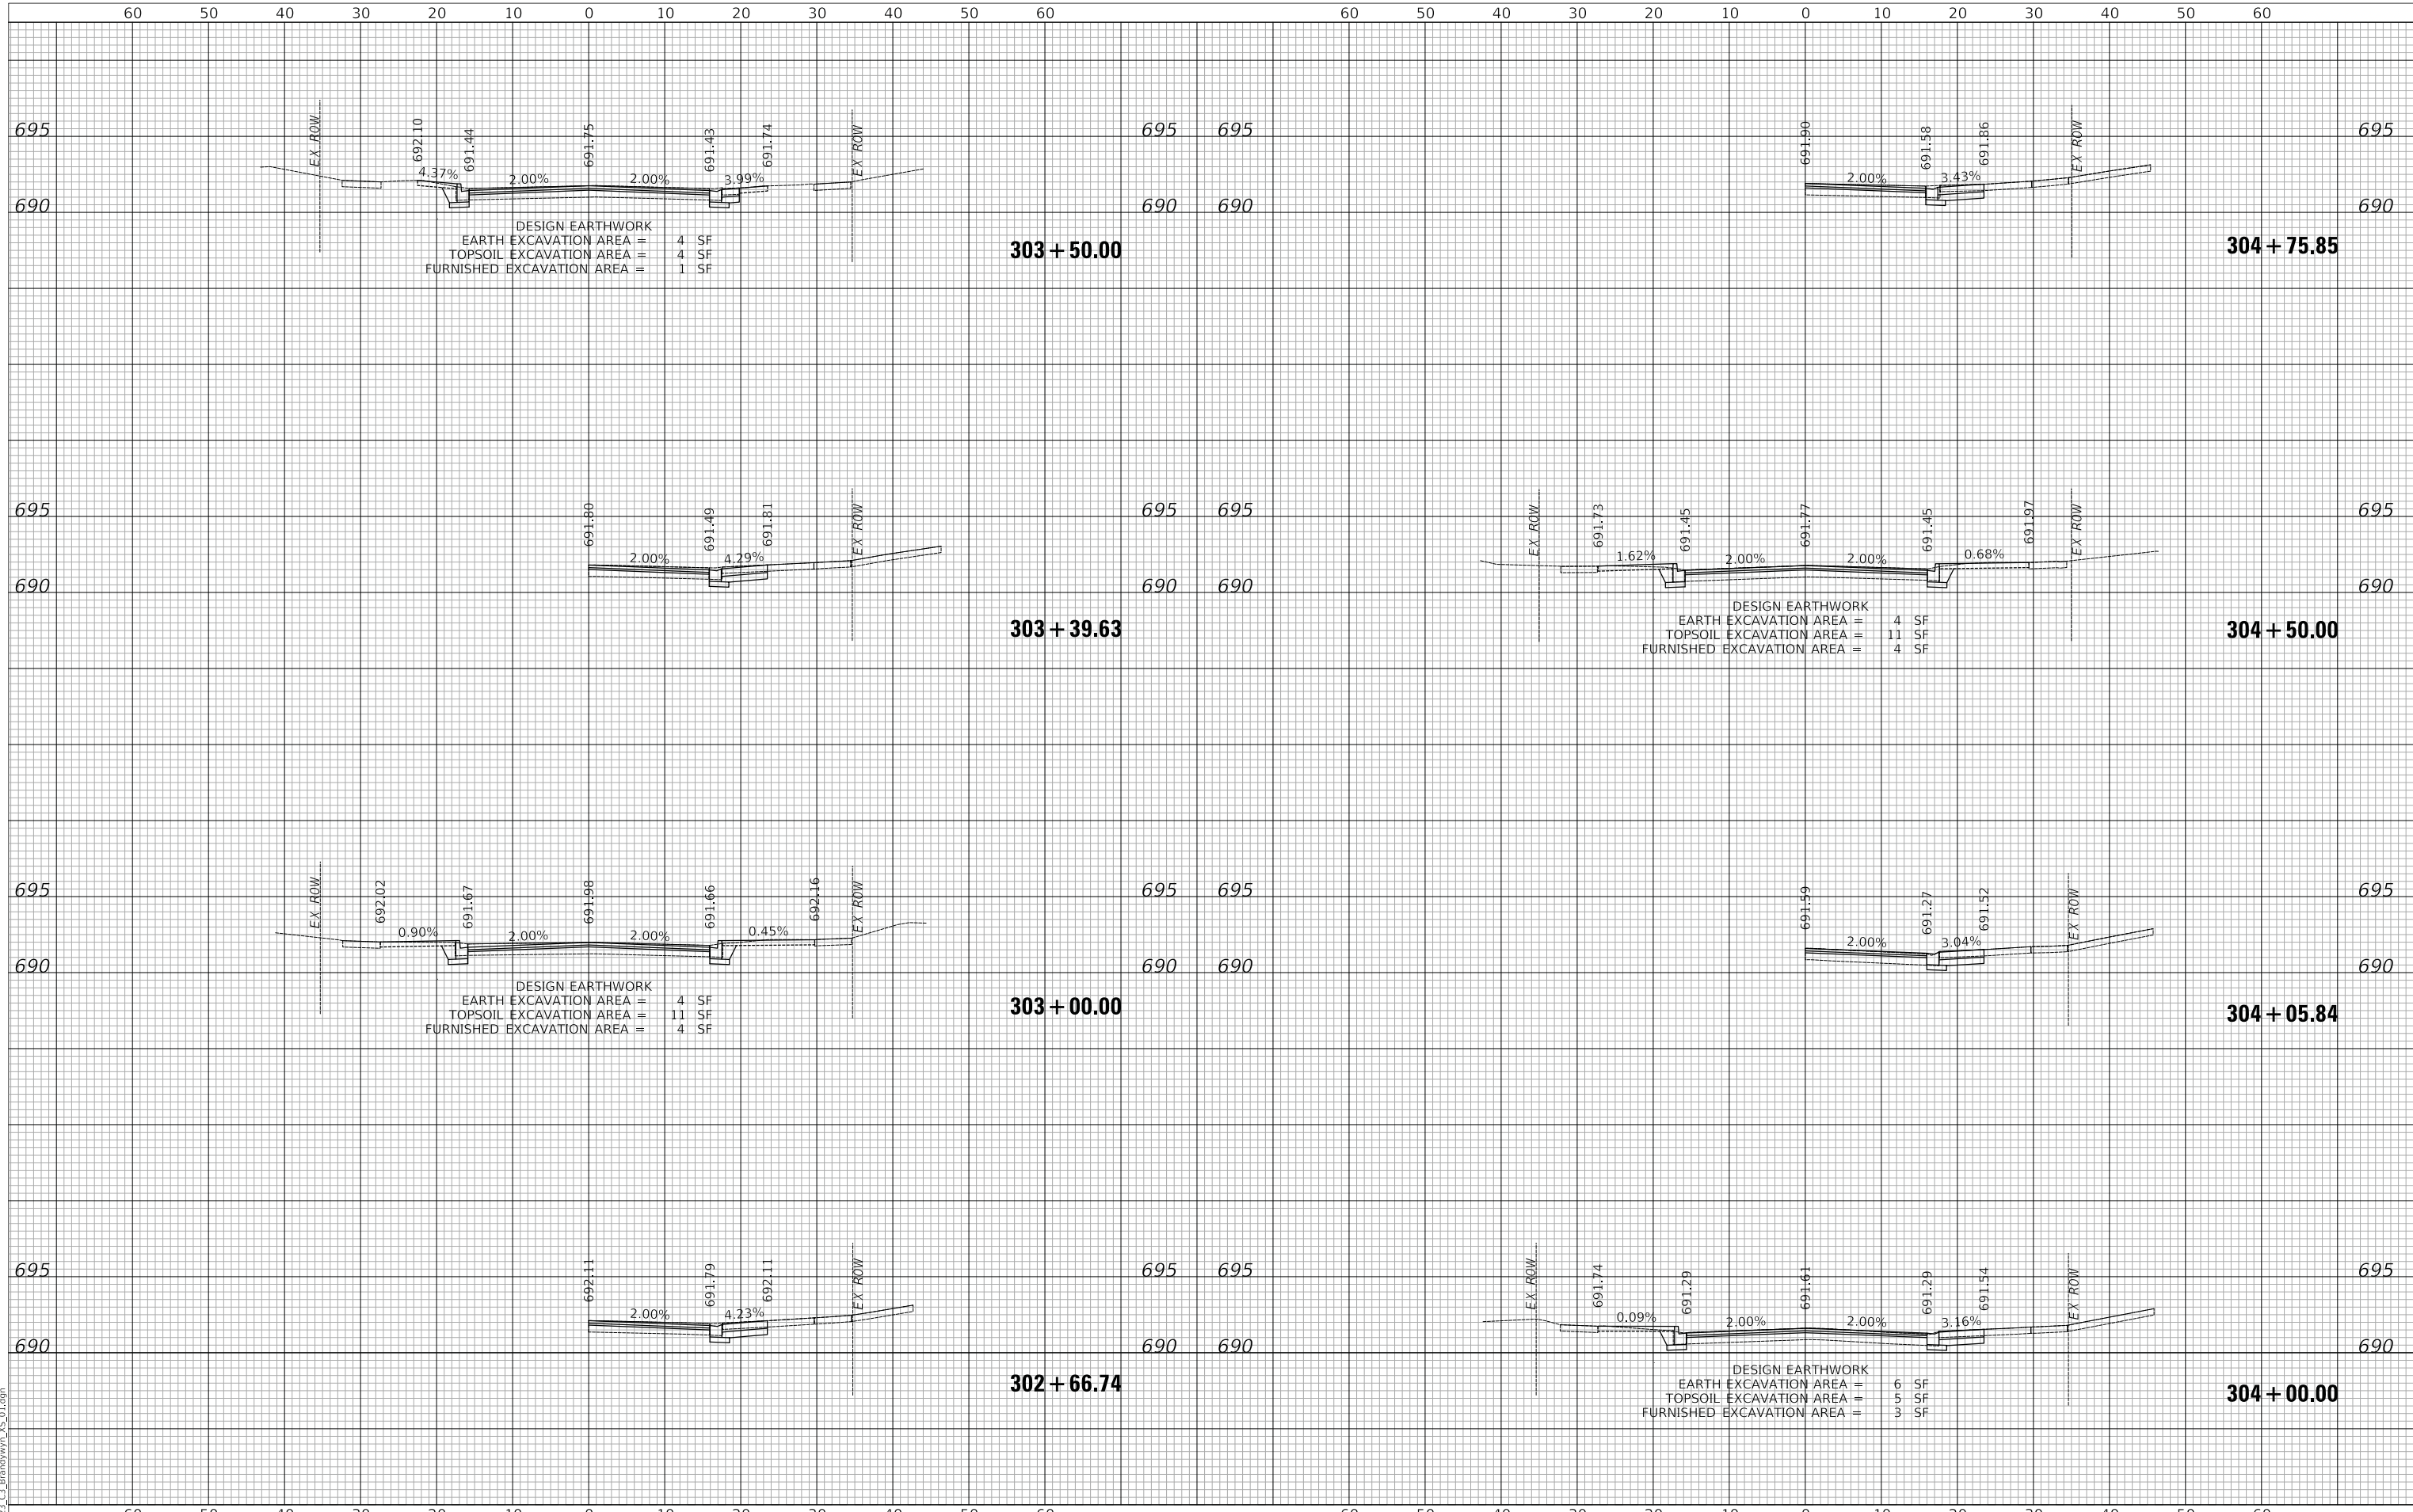 60 50 40 30 20 10 0 10 20 30 40 50 60 60 50 40 30 20 10 0 10 20 30 40 50 60
695 EX ROW 692.10 691.44 691.75 691.43 691.74 EX ROW 695
4.37% 2.00% 2.00% 3.99%
690 690
DESIGN EARTHWORK
EARTH EXCAVATION AREA = 4 SF
TOPSOIL EXCAVATION AREA = 4 SF
FURNISHED EXCAVATION AREA = 1 SF
303+50.00
695 691.90 691.58 691.86 EX ROW 695
2.00% 3.43%
690 690
304+75.85
695 691.80 691.49 691.81 EX ROW 695
2.00% 4.29%
690 690
303+39.63
695 EX ROW 691.73 691.45 691.77 691.45 691.97 EX ROW 695
1.62% 2.00% 2.00% 0.68%
690 690
DESIGN EARTHWORK
EARTH EXCAVATION AREA = 4 SF
TOPSOIL EXCAVATION AREA = 11 SF
FURNISHED EXCAVATION AREA = 4 SF
304+50.00
695 EX ROW 692.02 691.67 691.98 691.66 692.16 EX ROW 695
0.90% 2.00% 2.00% 0.45%
690 690
DESIGN EARTHWORK
EARTH EXCAVATION AREA = 4 SF
TOPSOIL EXCAVATION AREA = 11 SF
FURNISHED EXCAVATION AREA = 4 SF
303+00.00
695 691.59 691.27 691.52 EX ROW 695
2.00% 3.04%
690 690
304+05.84
695 692.11 691.79 692.11 EX ROW 695
2.00% 4.23%
690 690
302+66.74
695 EX ROW 691.74 691.29 691.61 691.29 691.54 EX ROW 695
0.09% 2.00% 2.00% 3.16%
690 690
DESIGN EARTHWORK
EARTH EXCAVATION AREA = 6 SF
TOPSOIL EXCAVATION AREA = 5 SF
FURNISHED EXCAVATION AREA = 3 SF
304+00.00